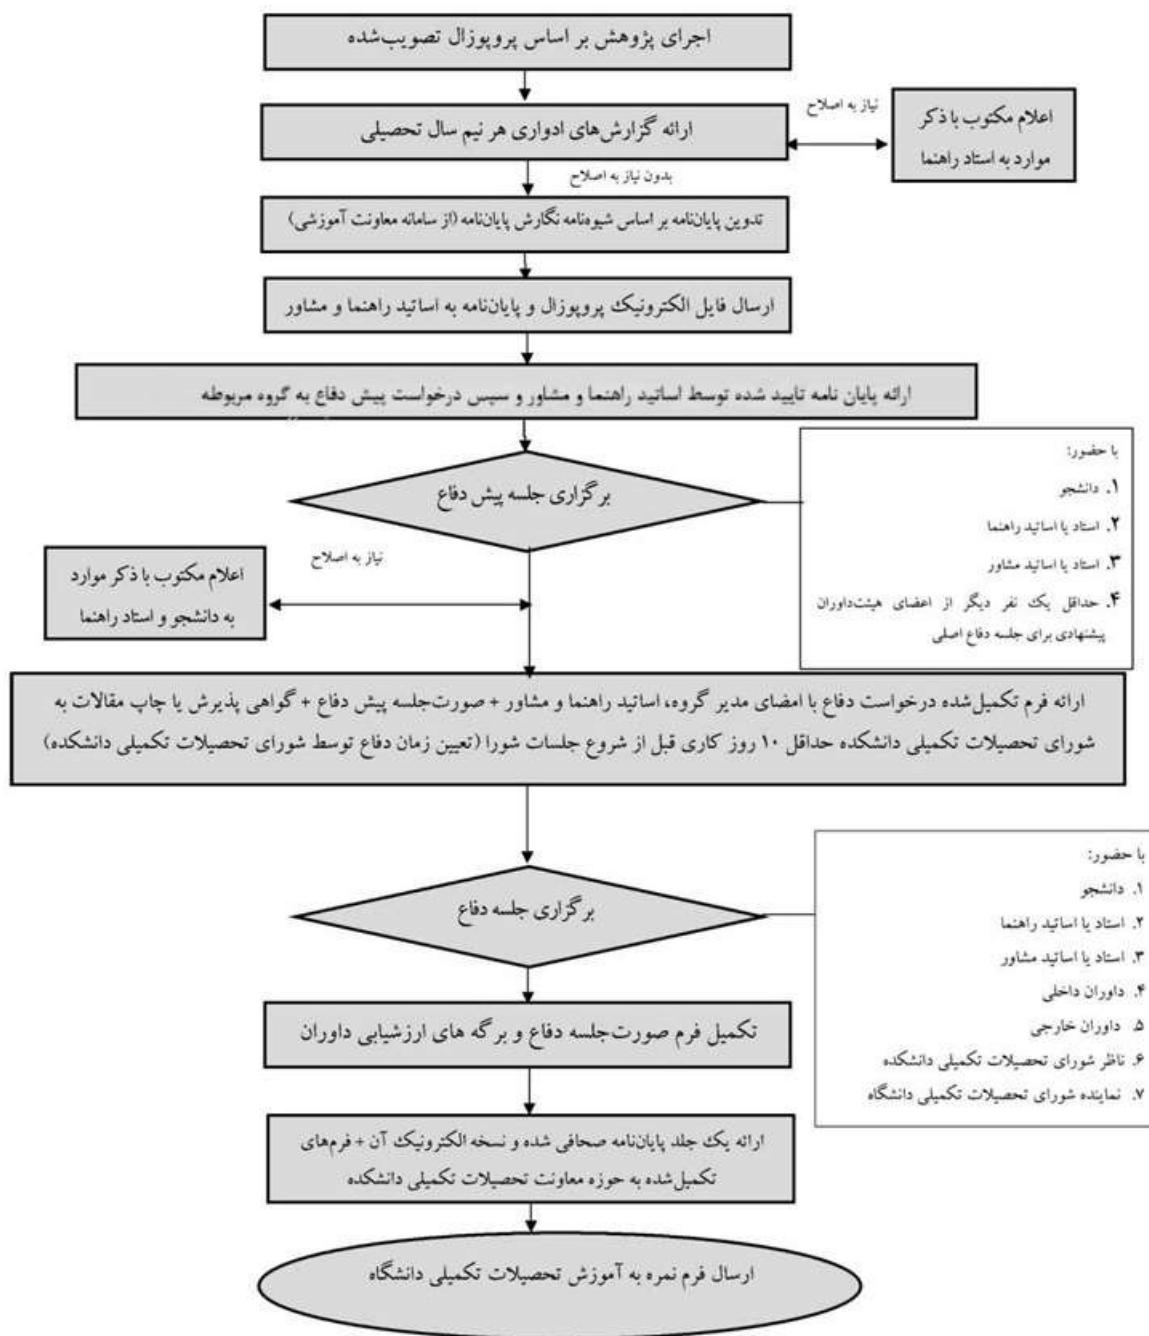 اجرای پژوهش بر اساس پروپوزال تصویب‌شده
ارائه گزارش‌های ادواری هر نیم سال تحصیلی
نیاز به اصلاح
اعلام مکتوب با ذکر
موارد به استاد راهنما
بدون نیاز به اصلاح
تدوین پایان‌نامه بر اساس شیوه‌نامه نگارش پایان‌نامه (از سامانه معاونت آموزشی)
ارسال فایل الکترونیک پروپوزال و پایان‌نامه به اساتید راهنما و مشاور
ارائه پایان نامه تایید شده توسط اساتید راهنما و مشاور و سپس درخواست پیش دفاع به گروه مربوطه
برگزاری جلسه پیش دفاع
با حضور:
۱. دانشجو
۲. استاد یا اساتید راهنما
۳. استاد یا اساتید مشاور
۴. حداقل یک نفر دیگر از اعضای هیئت‌داوران
پیشنهادی برای جلسه دفاع اصلی
نیاز به اصلاح
اعلام مکتوب با ذکر موارد
به دانشجو و استاد راهنما
ارائه فرم تکمیل‌شده درخواست دفاع با امضای مدیر گروه، اساتید راهنما و مشاور + صورت‌جلسه پیش دفاع + گواهی پذیرش یا چاپ مقالات به
شورای تحصیلات تکمیلی دانشکده حداقل ۱۰ روز کاری قبل از شروع جلسات شورا (تعیین زمان دفاع توسط شورای تحصیلات تکمیلی دانشکده)
برگزاری جلسه دفاع
با حضور:
۱. دانشجو
۲. استاد یا اساتید راهنما
۳. استاد یا اساتید مشاور
۴. داوران داخلی
۵. داوران خارجی
۶. ناظر شورای تحصیلات تکمیلی دانشکده
۷. نماینده شورای تحصیلات تکمیلی دانشگاه
تکمیل فرم صورت‌جلسه دفاع و برگه های ارزشیابی داوران
ارائه یک جلد پایان‌نامه صحافی شده و نسخه الکترونیک آن + فرم‌های
تکمیل‌شده به حوزه معاونت تحصیلات تکمیلی دانشکده
ارسال فرم نمره به آموزش تحصیلات تکمیلی دانشگاه